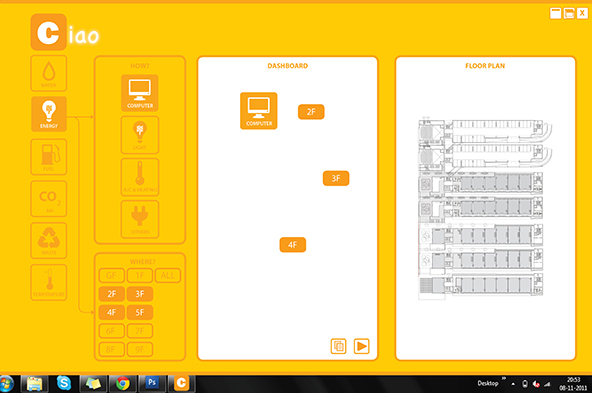 Ciao
WATER
ENERGY
FUEL
CO2
AIR
WASTE
TEMPERATURE
HOW?
COMPUTER
LIGHT
A/C & HEATING
OTHERS
WHERE?
GF 1F ALL
2F 3F
4F 5F
6F 7F
8F 9F
DASHBOARD
COMPUTER
2F
3F
4F
FLOOR PLAN
Ps
C
Desktop
20:53
08-11-2011